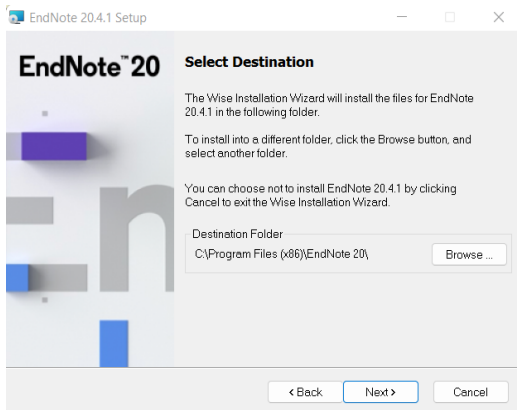 EndNote 20.4.1 Setup
EndNote™20
Select Destination
The Wise Installation Wizard will install the files for EndNote
20.4.1 in the following folder.
To install into a different folder, click the Browse button, and
select another folder.
You can choose not to install EndNote 20.4.1 by clicking
Cancel to exit the Wise Installation Wizard.
Destination Folder
C:\Program Files (x86)\EndNote 20\
Browse ...
En
< Back
Next >
Cancel